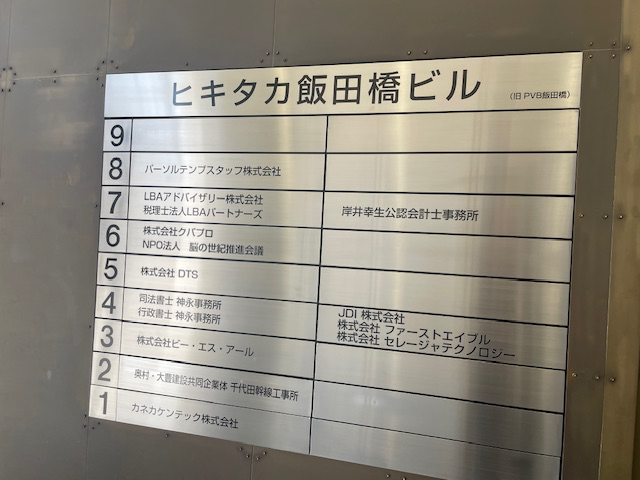 ヒキタカ飯田橋ビル (旧 PVB飯田橋)
9
8 パーソルテンプスタッフ株式会社
7 LBAアドバイザリー株式会社
税理士法人LBAパートナーズ
岸井幸生公認会計士事務所
6 株式会社クバプロ
NPO法人 脳の世紀推進会議
5 株式会社 DTS
4 司法書士 神永事務所
行政書士 神永事務所
JDI 株式会社
株式会社 ファーストエイブル
株式会社 セレージャテクノロジー
3 株式会社ビー・エス・アール
2 奥村・大豊建設共同企業体 千代田幹線工事所
1 カネカケンテック株式会社